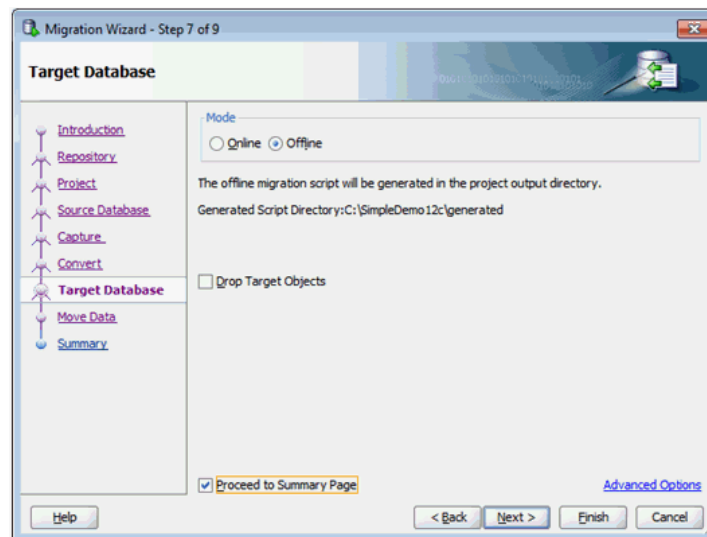 Migration Wizard - Step 7 of 9
Target Database
Introduction
Repository
Project
Source Database
Capture
Convert
Target Database
Move Data
Summary
Mode
Online Offline
The offline migration script will be generated in the project output directory.
Generated Script Directory:C:\SimpleDemo12c\generated
Drop Target Objects
Proceed to Summary Page
Advanced Options
Help
< Back Next > Finish Cancel